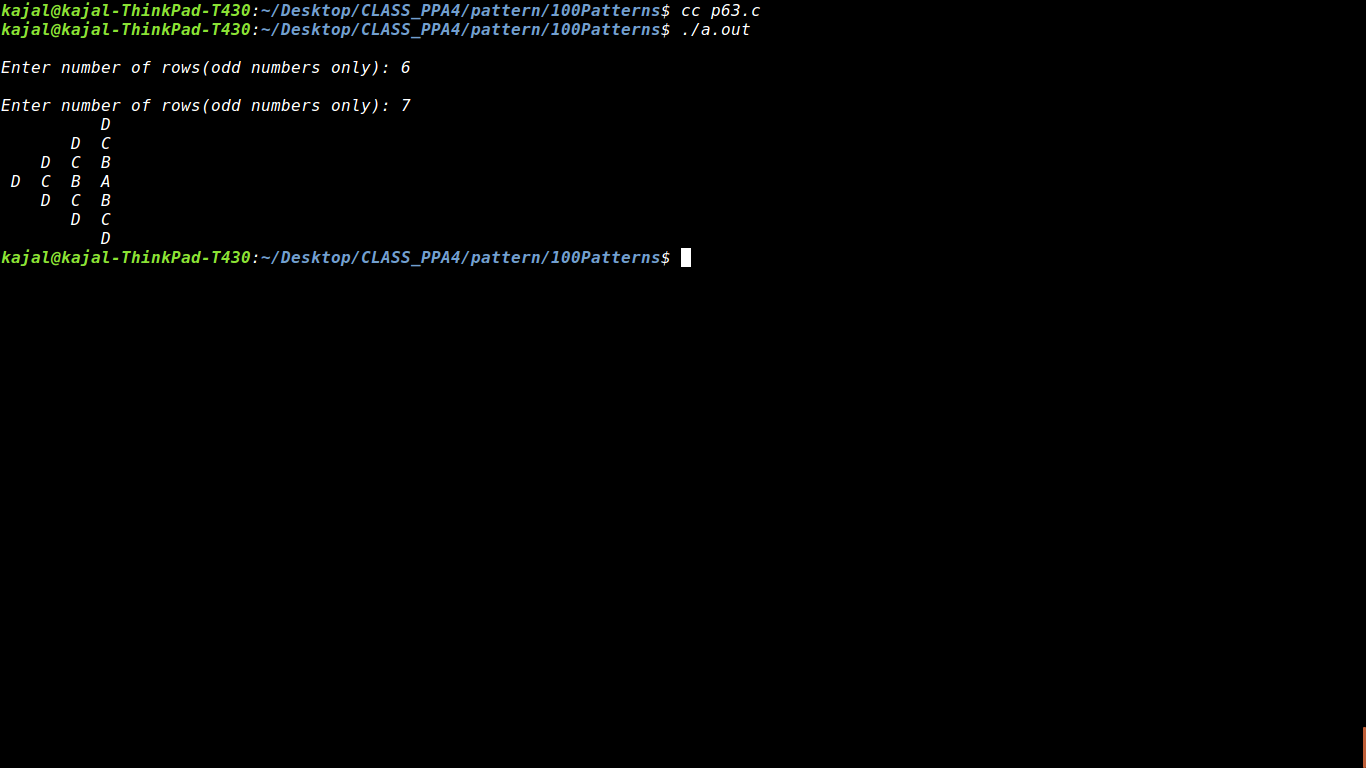 kajal@kajal-ThinkPad-T430:~/Desktop/CLASS_PPA4/pattern/100Patterns$ cc p63.c
kajal@kajal-ThinkPad-T430:~/Desktop/CLASS_PPA4/pattern/100Patterns$ ./a.out
Enter number of rows(odd numbers only): 6
Enter number of rows(odd numbers only): 7
          D
       D  C
    D  C  B
 D  C  B  A
    D  C  B
       D  C
          D
kajal@kajal-ThinkPad-T430:~/Desktop/CLASS_PPA4/pattern/100Patterns$